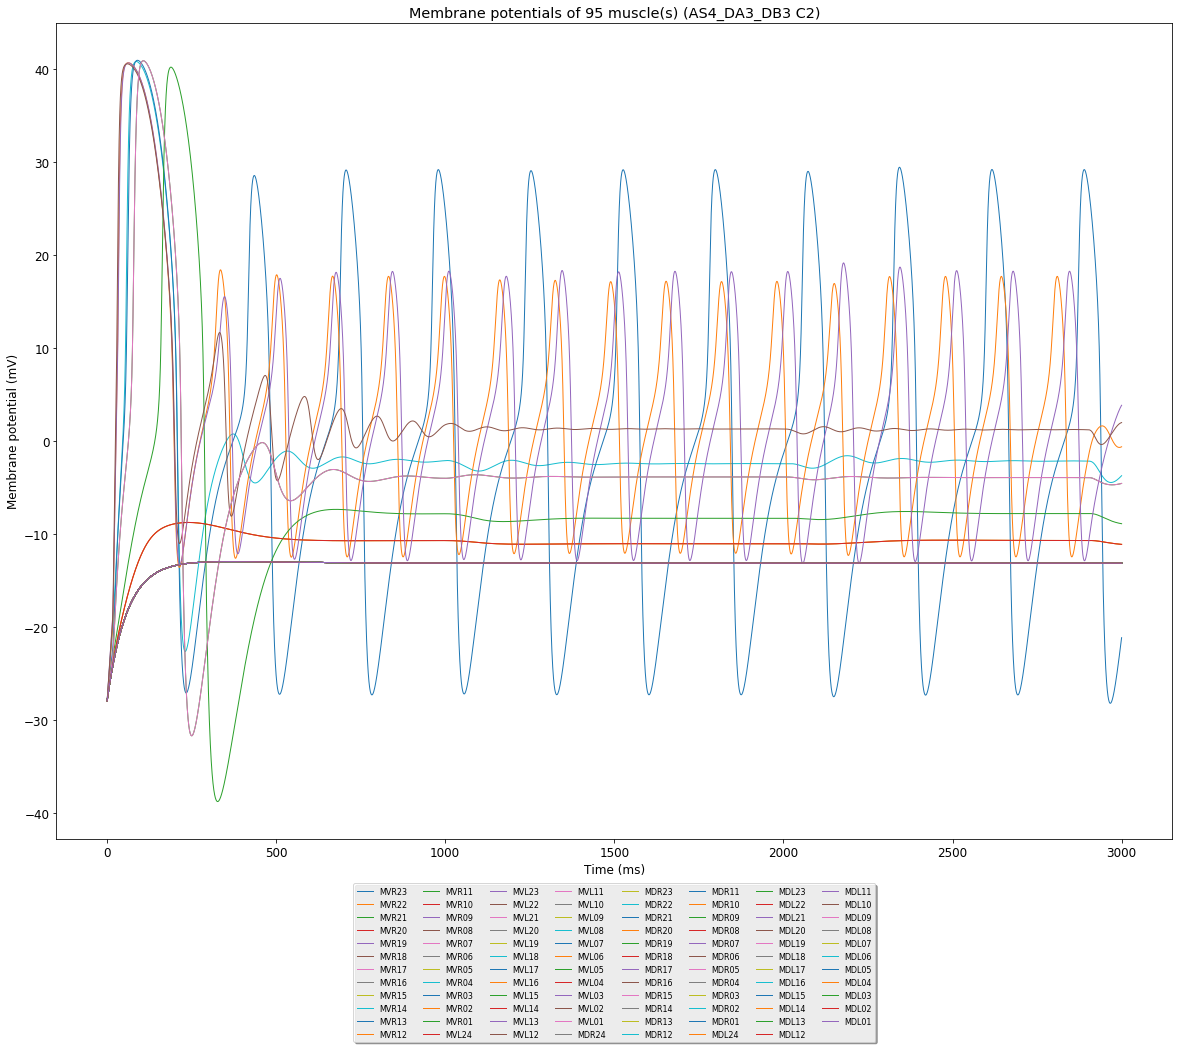 Membrane potentials of 95 muscle(s) (AS4_DA3_DB3 C2)
Membrane potential (mV)
40
30
20
10
0
−10
−20
−30
−40
0 500 1000 1500 2000 2500 3000
Time (ms)
MVR23 MVR11 MVL23 MVL11 MDR23 MDR11 MDL23 MDL11
MVR22 MVR10 MVL22 MVL10 MDR22 MDR10 MDL22 MDL10
MVR21 MVR09 MVL21 MVL09 MDR21 MDR09 MDL21 MDL09
MVR20 MVR08 MVL20 MVL08 MDR20 MDR08 MDL20 MDL08
MVR19 MVR07 MVL19 MVL07 MDR19 MDR07 MDL19 MDL07
MVR18 MVR06 MVL18 MVL06 MDR18 MDR06 MDL18 MDL06
MVR17 MVR05 MVL17 MVL05 MDR17 MDR05 MDL17 MDL05
MVR16 MVR04 MVL16 MVL04 MDR16 MDR04 MDL16 MDL04
MVR15 MVR03 MVL15 MVL03 MDR15 MDR03 MDL15 MDL03
MVR14 MVR02 MVL14 MVL02 MDR14 MDR02 MDL14 MDL02
MVR13 MVR01 MVL13 MVL01 MDR13 MDR01 MDL13 MDL01
MVR12 MVL24 MVL12 MDR24 MDR12 MDL24 MDL12